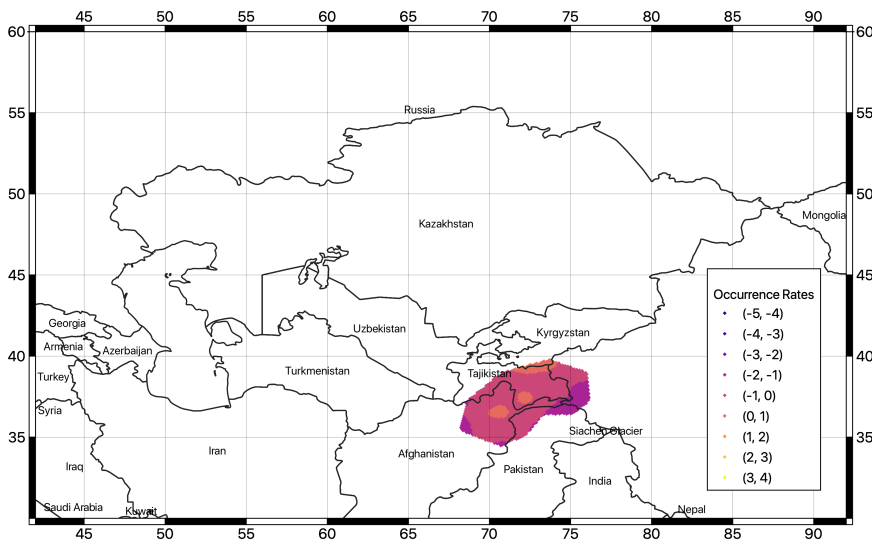 45 50 55 60 65 70 75 80 85 90
60 60
Russia
55 55
50 50
Mongolia
Kazakhstan
45 45
Occurrence Rates
(-5, -4)
(-4, -3)
(-3, -2)
(-2, -1)
(-1, 0)
(0, 1)
(1, 2)
(2, 3)
(3, 4)
Georgia
Uzbekistan
Kyrgyzstan
Armenia
Azerbaijan
40 40
Turkey
Turkmenistan
Tajikistan
Syria
35 35
Siachen Glacier
Iran
Afghanistan
Iraq
Pakistan
India
Saudi Arabia
Kuwait
Nepal
45 50 55 60 65 70 75 80 85 90